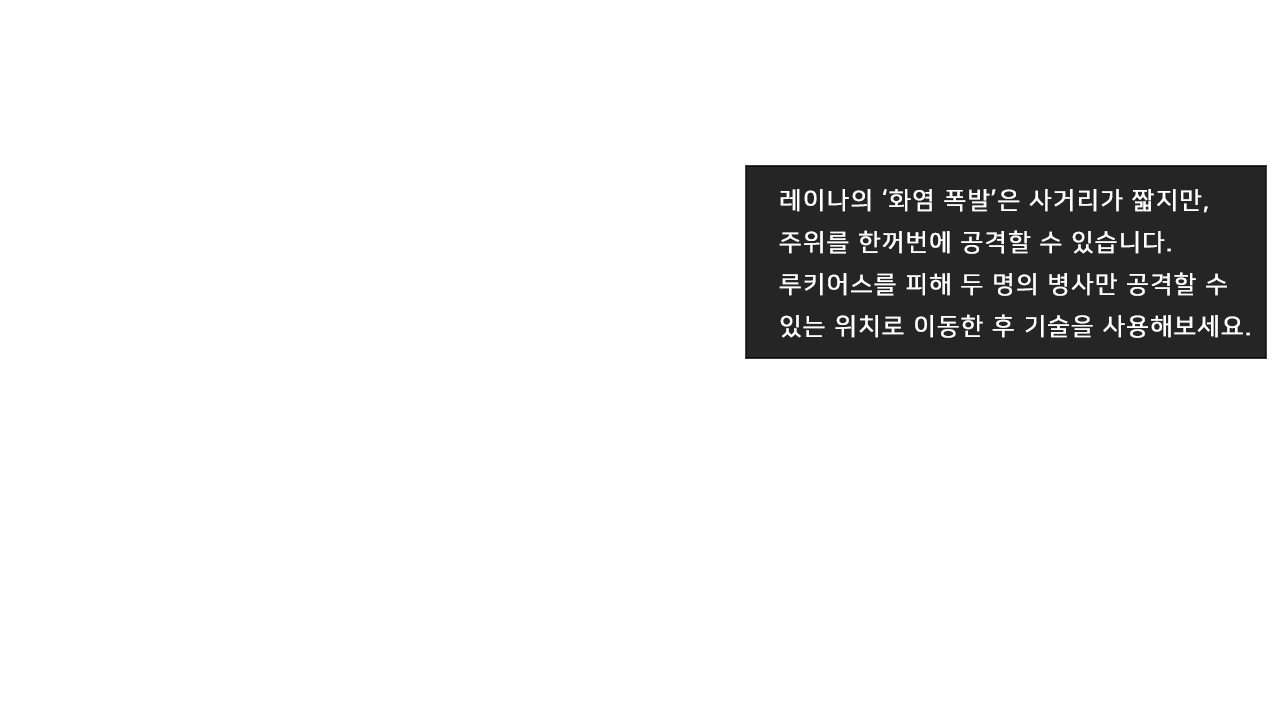 레이나의 ‘화염 폭발’은 사거리가 짧지만,
주위를 한꺼번에 공격할 수 있습니다.
루키어스를 피해 두 명의 병사만 공격할 수
있는 위치로 이동한 후 기술을 사용해보세요.